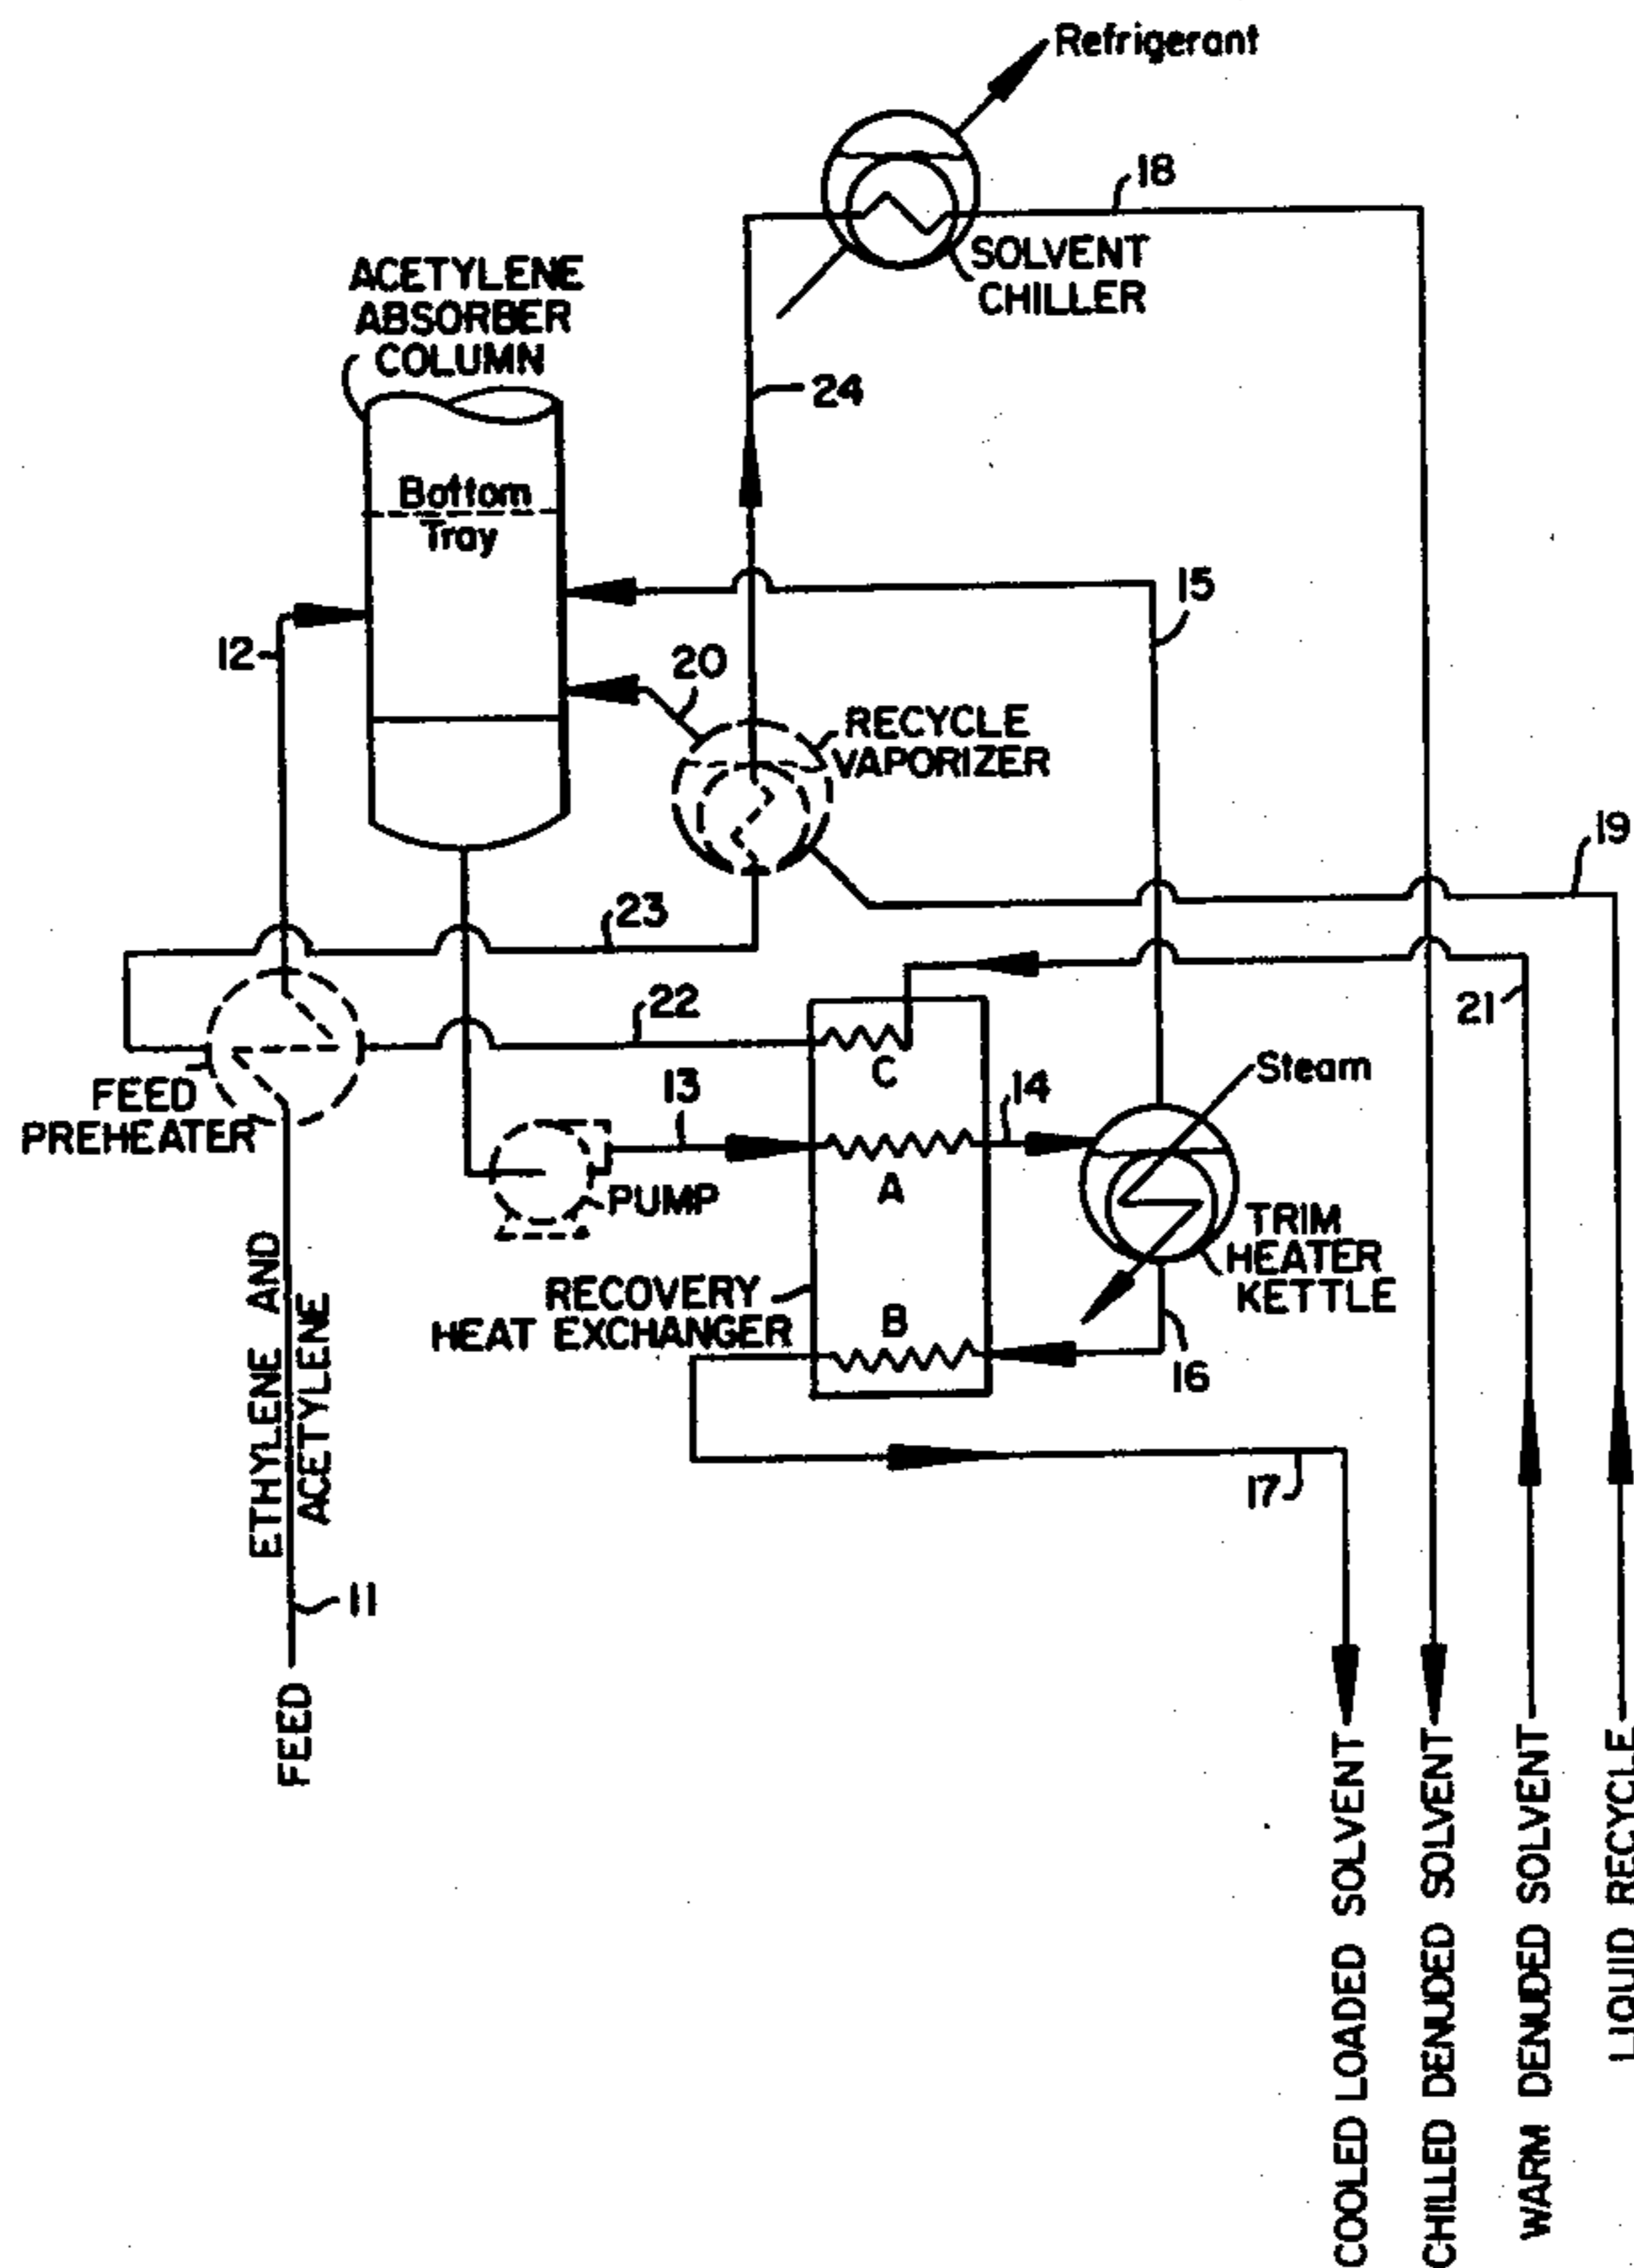 Refrigerant
18
SOLVENT
CHILLER
ACETYLENE
ABSORBER
COLUMN
24
Bottom
Tray
15
12
20
RECYCLE
VAPORIZER
19
23
22
21
FEED
PREHEATER
13
C
14
Steam
A
PUMP
TRIM
HEATER
KETTLE
RECOVERY
HEAT EXCHANGER
B
16
17
ETHYLENE AND
ACETYLENE
11
FEED
COOLED LOADED SOLVENT
CHILLED DENUDED SOLVENT
WARM DENUDED SOLVENT
LIQUID RECYCLE